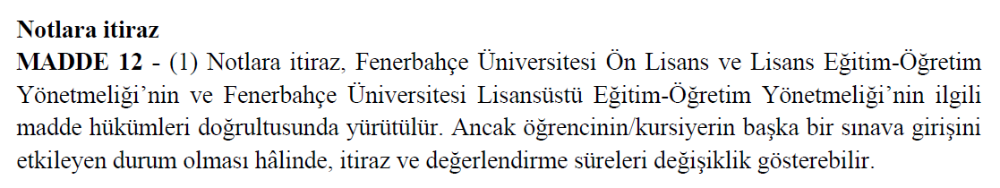 Notlara itiraz
MADDE 12 - (1) Notlara itiraz, Fenerbahçe Üniversitesi Ön Lisans ve Lisans Eğitim-Öğretim
Yönetmeliği’nin ve Fenerbahçe Üniversitesi Lisansüstü Eğitim-Öğretim Yönetmeliği’nin ilgili
madde hükümleri doğrultusunda yürütülür. Ancak öğrencinin/kursiyerin başka bir sınava girişini
etkileyen durum olması hâlinde, itiraz ve değerlendirme süreleri değişiklik gösterebilir.